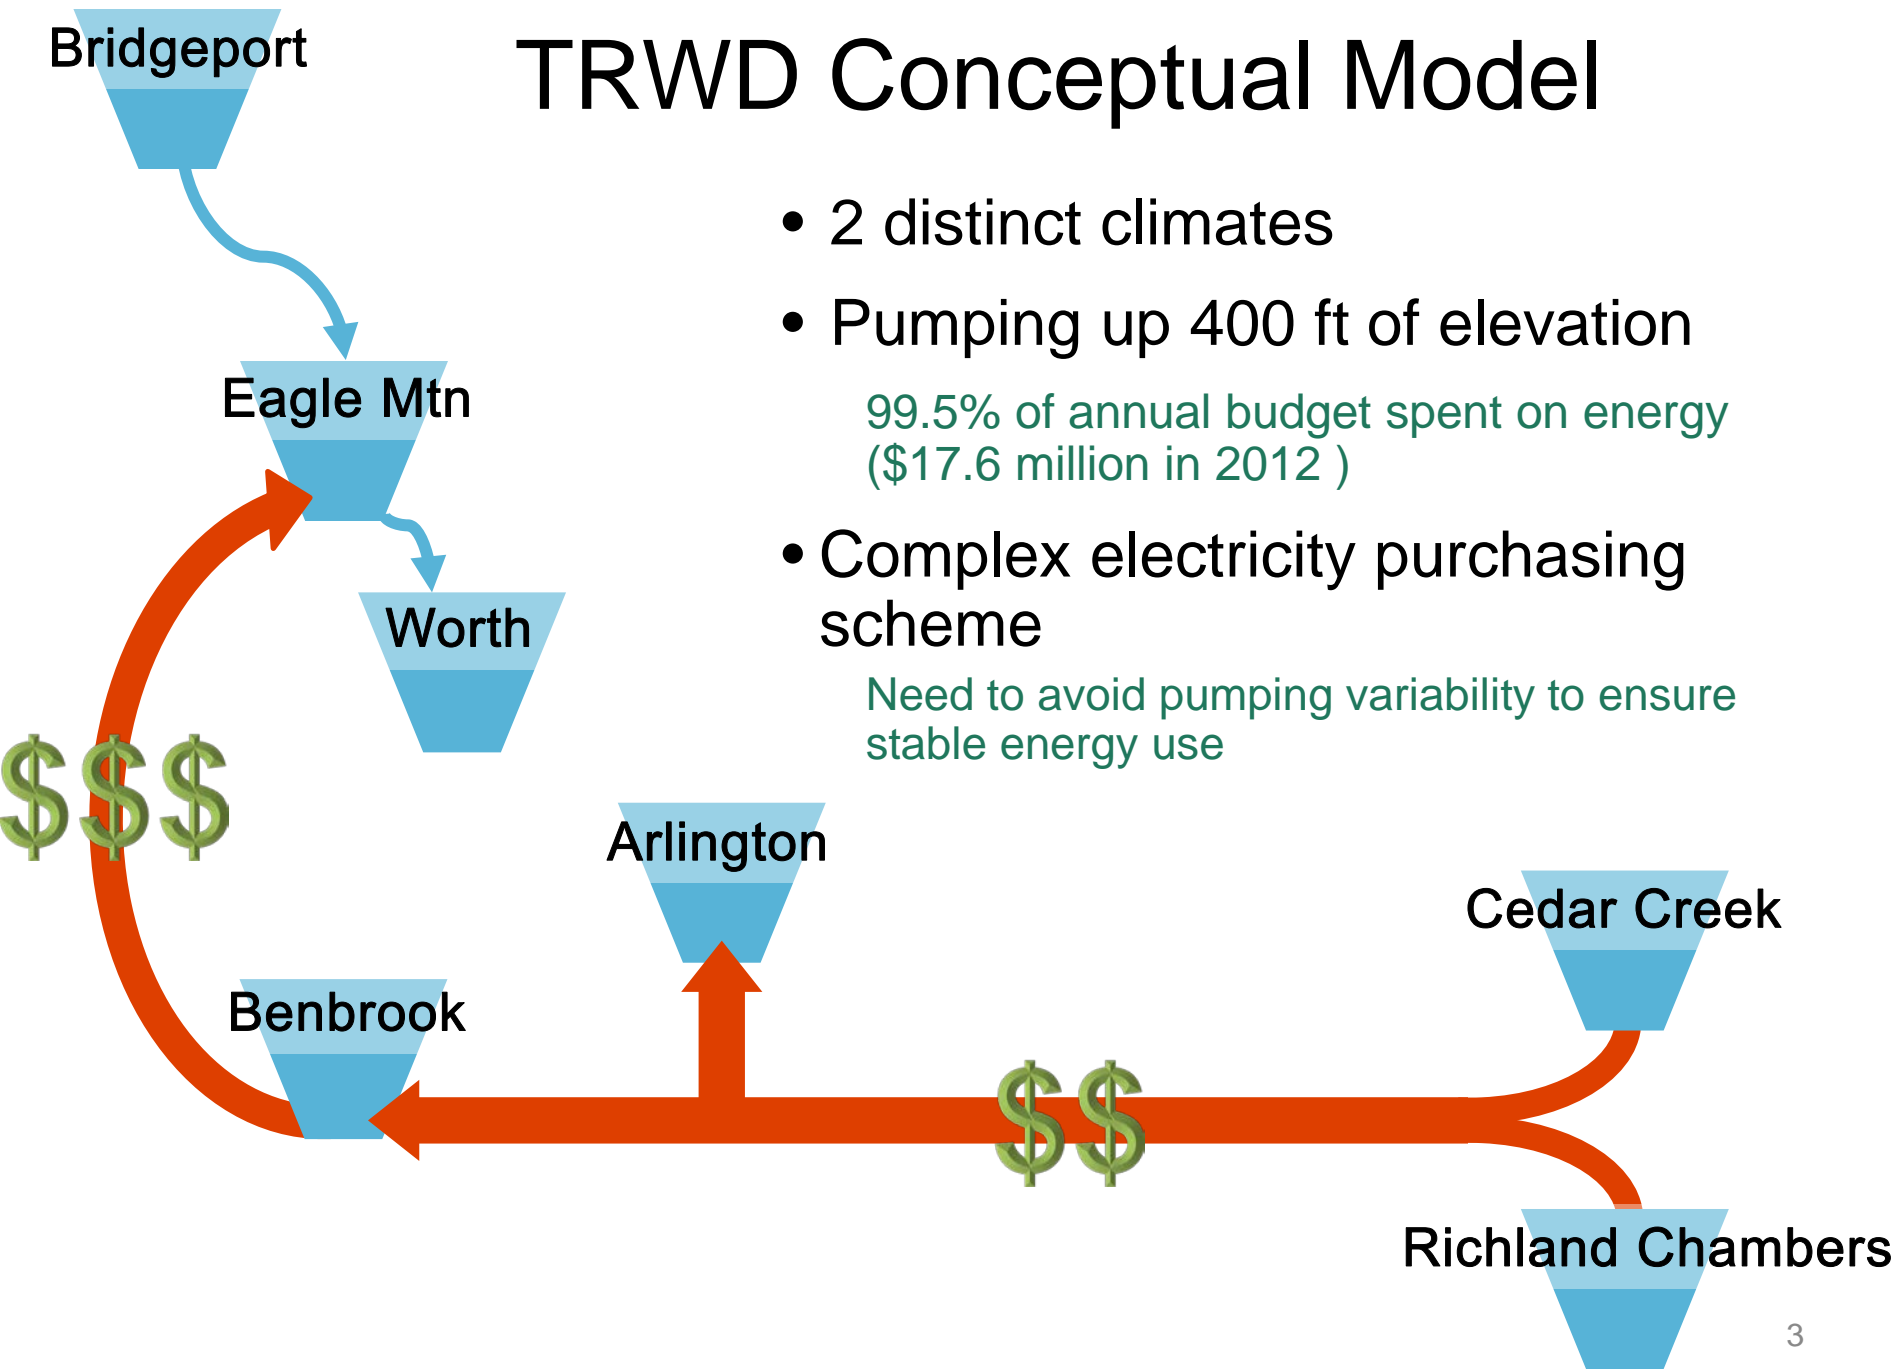 Bridgeport
TRWD Conceptual Model
• 2 distinct climates
• Pumping up 400 ft of elevation
99.5% of annual budget spent on energy
($17.6 million in 2012 )
• Complex electricity purchasing
scheme
Need to avoid pumping variability to ensure
stable energy use
Eagle Mtn
Worth
$$$
Arlington
Cedar Creek
Benbrook
$$
Richland Chambers
3